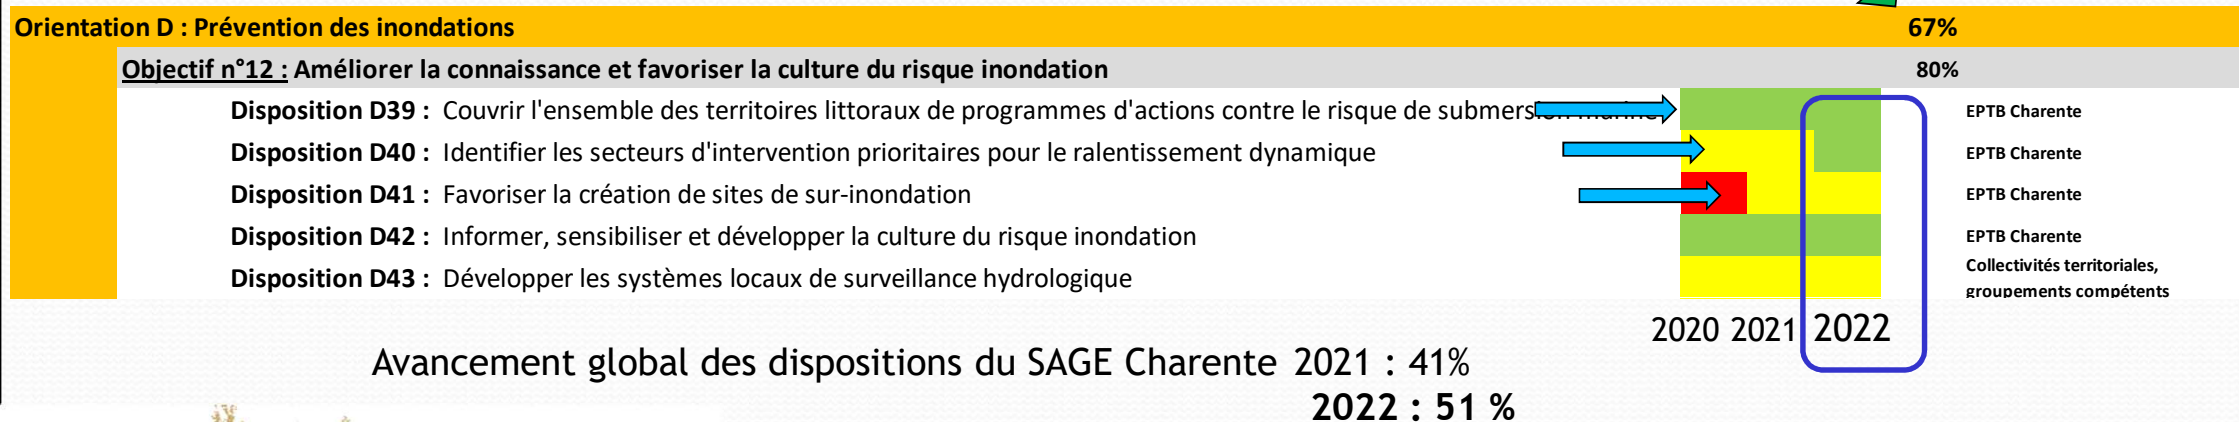 Orientation D : Prévention des inondations 67%
Objectif n°12 : Améliorer la connaissance et favoriser la culture du risque inondation 80%
Disposition D39 : Couvrir l'ensemble des territoires littoraux de programmes d'actions contre le risque de submersion marine EPTB Charente
Disposition D40 : Identifier les secteurs d'intervention prioritaires pour le ralentissement dynamique EPTB Charente
Disposition D41 : Favoriser la création de sites de sur-inondation EPTB Charente
Disposition D42 : Informer, sensibiliser et développer la culture du risque inondation EPTB Charente
Disposition D43 : Développer les systèmes locaux de surveillance hydrologique Collectivités territoriales,
groupements compétents
2020 2021 2022
Avancement global des dispositions du SAGE Charente 2021 : 41%
2022 : 51 %